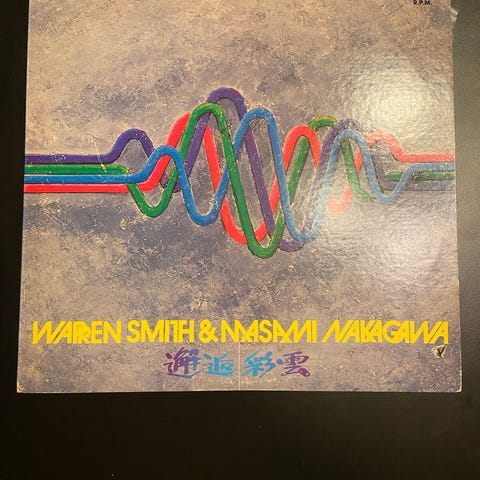 R.P.M.
WARREN SMITH & MASAMI NAKAGAWA
邂逅彩雲